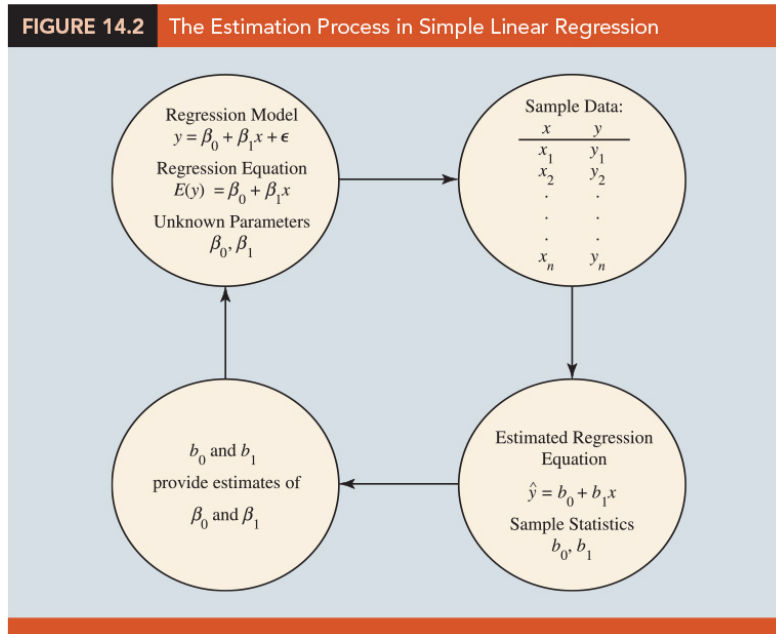 FIGURE 14.2 The Estimation Process in Simple Linear Regression
Regression Model
y = β₀ + β₁x + ϵ
Regression Equation
E(y) = β₀ + β₁x
Unknown Parameters
β₀, β₁
Sample Data:
x y
x₁ y₁
x₂ y₂
. .
. .
. .
xₙ yₙ
Estimated Regression
Equation
ŷ = b₀ + b₁x
Sample Statistics
b₀, b₁
b₀ and b₁
provide estimates of
β₀ and β₁